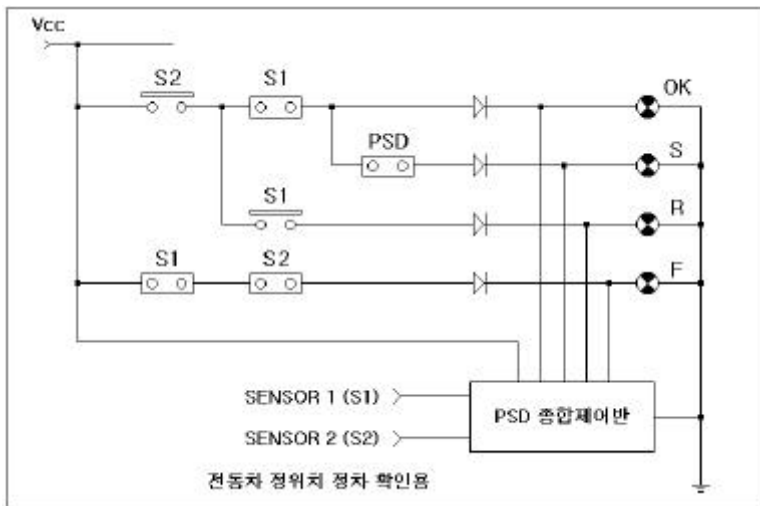 Vcc
S2
S1
OK
PSD
S
S1
R
S1
S2
F
SENSOR 1 (S1)
PSD 종합제어반
SENSOR 2 (S2)
전동차 정위치 정차 확인용